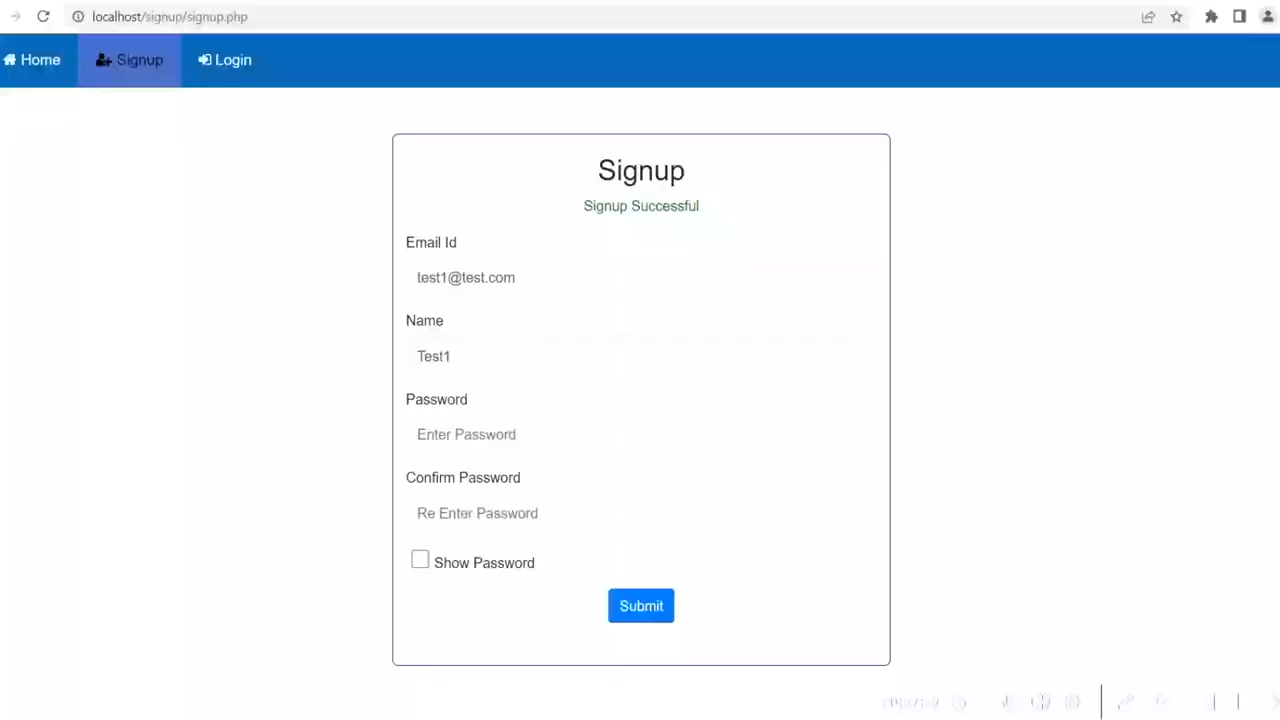 localhost/signup/signup.php
Home Signup Login
Signup
Signup Successful
Email Id
test1@test.com
Name
Test1
Password
Enter Password
Confirm Password
Re Enter Password
Show Password
Submit